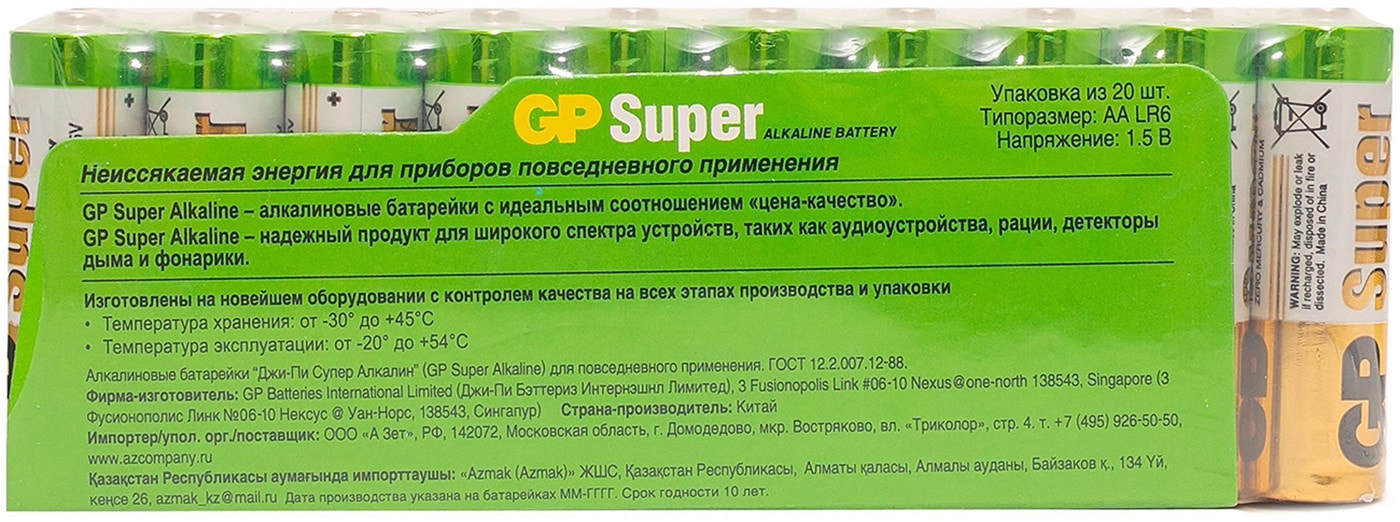 GP Super ALKALINE BATTERY
Упаковка из 20 шт.
Типоразмер: AA LR6
Напряжение: 1.5 В
Неиссякаемая энергия для приборов повседневного применения
GP Super Alkaline – алкалиновые батарейки с идеальным соотношением «цена-качество».
GP Super Alkaline – надежный продукт для широкого спектра устройств, таких как аудиоустройства, рации, детекторы
дыма и фонарики.
Изготовлены на новейшем оборудовании с контролем качества на всех этапах производства и упаковки
• Температура хранения: от -30° до +45°C
• Температура эксплуатации: от -20° до +54°C
Алкалиновые батарейки "Джи-Пи Супер Алкалин" (GP Super Alkaline) для повседневного применения. ГОСТ 12.2.007.12-88.
Фирма-изготовитель: GP Batteries International Limited (Джи-Пи Бэттериз Интернэшнл Лимитед), 3 Fusionopolis Link #06-10 Nexus@one-north 138543, Singapore (3
Фусионополис Линк №06-10 Нексус @ Уан-Норс, 138543, Сингапур) Страна-производитель: Китай
Импортер/упол. орг./поставщик: ООО «А Зет», РФ, 142072, Московская область, г. Домодедово, мкр. Востряково, вл. «Триколор», стр. 4. т. +7 (495) 926-50-50,
www.azcompany.ru
Қазақстан Республикасы аумағында импорттаушы: «Azmak (Azmak)» ЖШС, Қазақстан Республикасы, Алматы қаласы, Алмалы ауданы, Байзаков қ., 134 Үй,
кеңсе 26, azmak_kz@mail.ru Дата производства указана на батарейках ММ-ГГГГ. Срок годности 10 лет.
ZERO MERCURY & CADMIUM
WARNING: May explode or leak
if recharged, disposed of in fire or
dissected. Made in China
GP Super
GP
Super